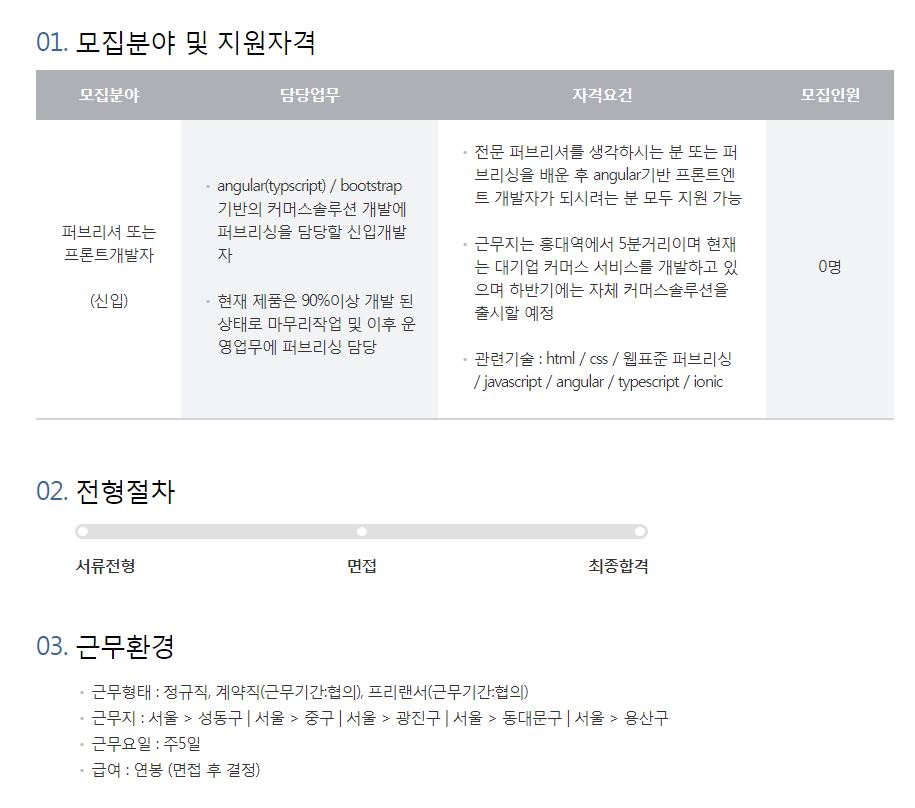 01. 모집분야 및 지원자격
모집분야 담당업무 자격요건 모집인원
퍼브리셔 또는
프론트개발자
(신입)
angular(typscript) / bootstrap
기반의 커머스솔루션 개발에
퍼브리싱을 담당할 신입개발
자
현재 제품은 90%이상 개발 된
상태로 마무리작업 및 이후 운
영업무에 퍼브리싱 담당
전문 퍼브리셔를 생각하시는 분 또는 퍼
브리싱을 배운 후 angular기반 프론트엔
트 개발자가 되시려는 분 모두 지원 가능
근무지는 홍대역에서 5분거리이며 현재
는 대기업 커머스 서비스를 개발하고 있
으며 하반기에는 자체 커머스솔루션을
출시할 예정
관련기술 : html / css / 웹표준 퍼브리싱
/ javascript / angular / typescript / ionic
0명
02. 전형절차
서류전형 면접 최종합격
03. 근무환경
근무형태 : 정규직, 계약직(근무기간:협의), 프리랜서(근무기간:협의)
근무지 : 서울 > 성동구 | 서울 > 중구 | 서울 > 광진구 | 서울 > 동대문구 | 서울 > 용산구
근무요일 : 주5일
급여 : 연봉 (면접 후 결정)